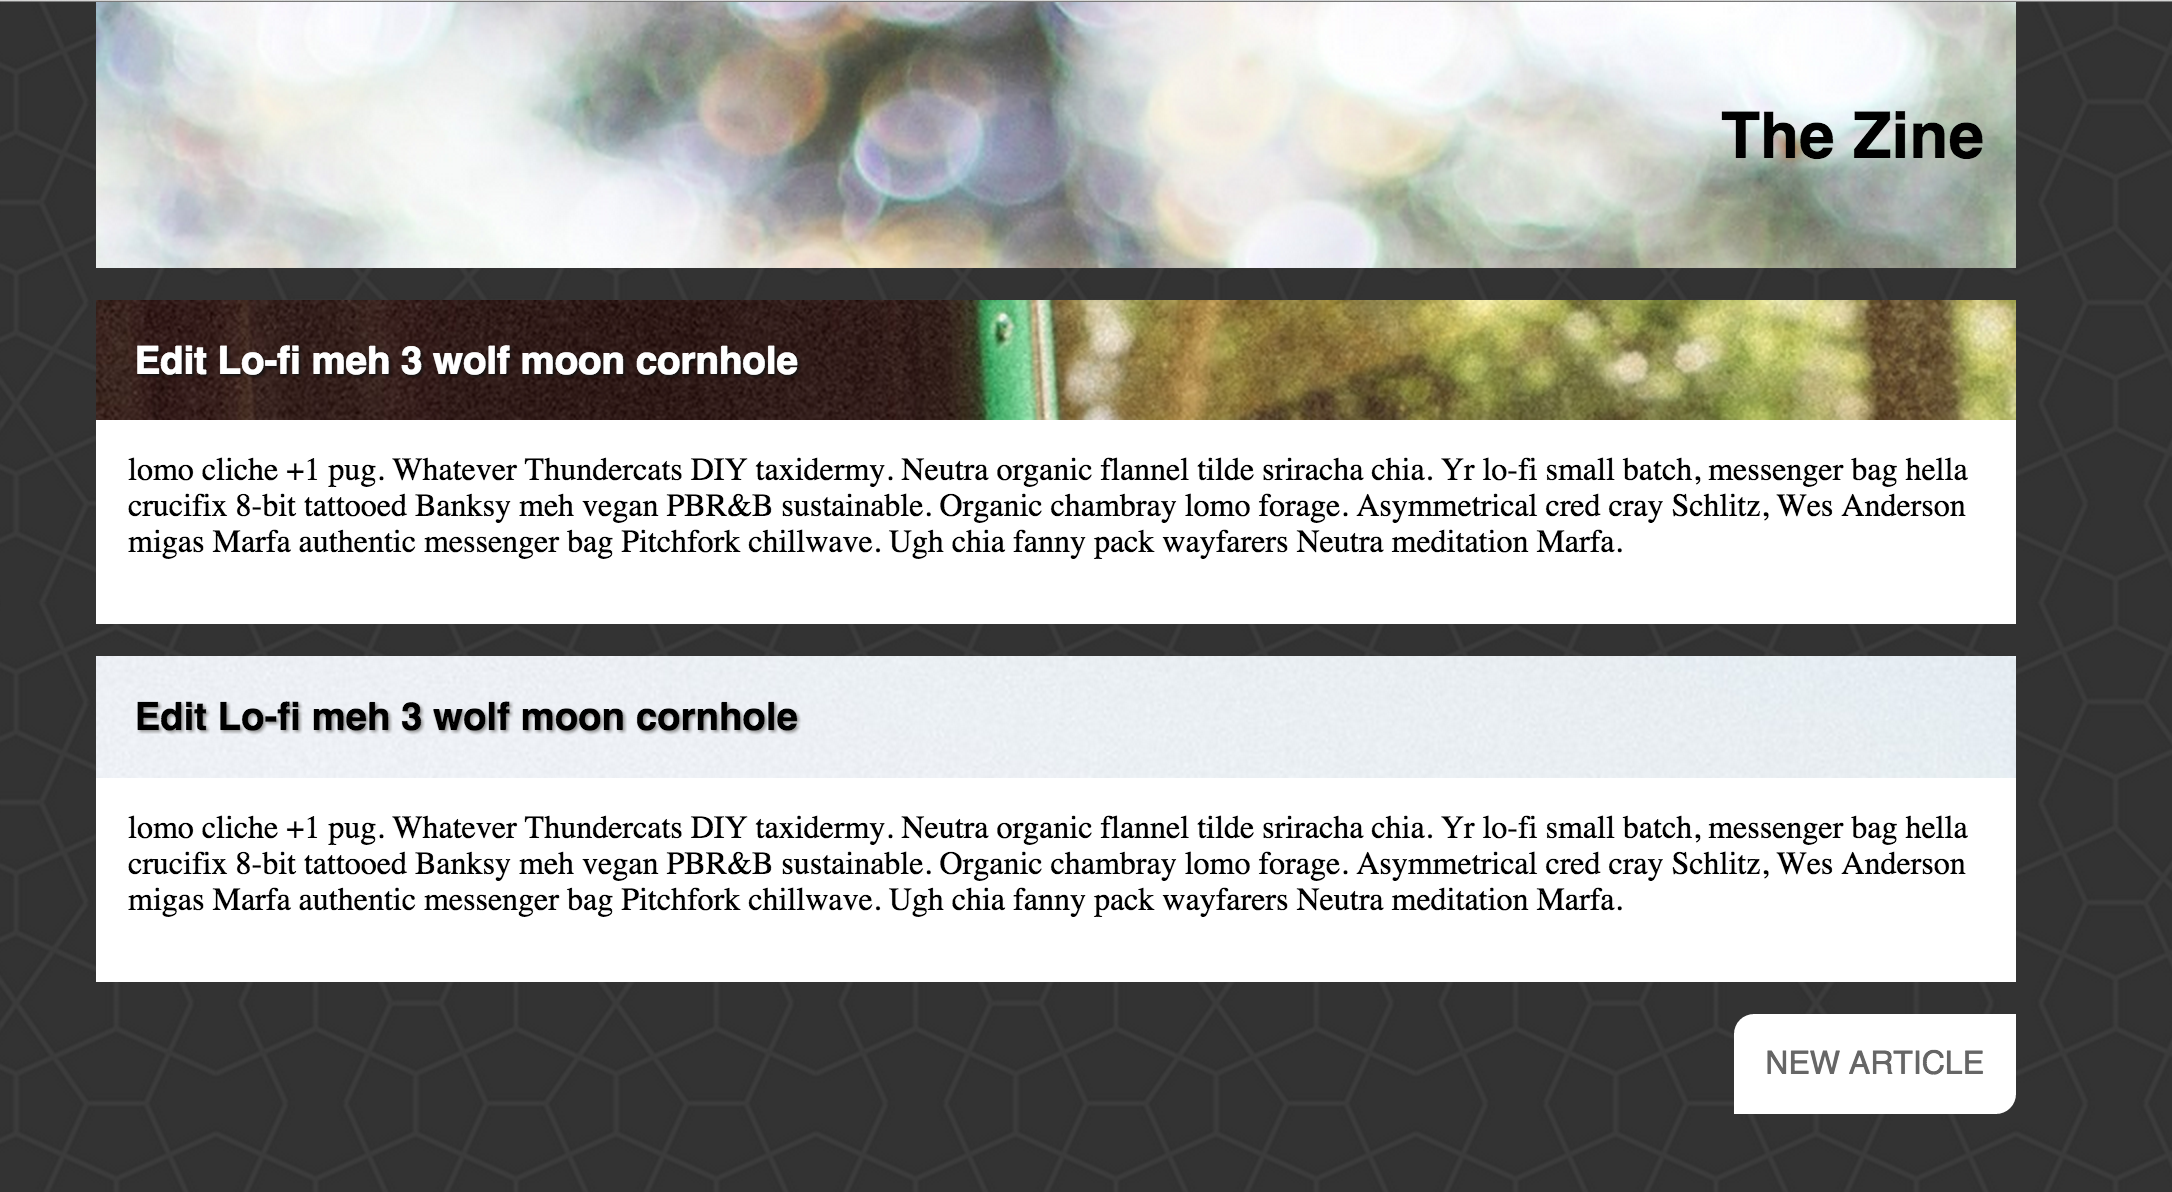 The Zine
Edit Lo-fi meh 3 wolf moon cornhole
lomo cliche +1 pug. Whatever Thundercats DIY taxidermy. Neutra organic flannel tilde sriracha chia. Yr lo-fi small batch, messenger bag hella
crucifix 8-bit tattooed Banksy meh vegan PBR&B sustainable. Organic chambray lomo forage. Asymmetrical cred cray Schlitz, Wes Anderson
migas Marfa authentic messenger bag Pitchfork chillwave. Ugh chia fanny pack wayfarers Neutra meditation Marfa.
Edit Lo-fi meh 3 wolf moon cornhole
lomo cliche +1 pug. Whatever Thundercats DIY taxidermy. Neutra organic flannel tilde sriracha chia. Yr lo-fi small batch, messenger bag hella
crucifix 8-bit tattooed Banksy meh vegan PBR&B sustainable. Organic chambray lomo forage. Asymmetrical cred cray Schlitz, Wes Anderson
migas Marfa authentic messenger bag Pitchfork chillwave. Ugh chia fanny pack wayfarers Neutra meditation Marfa.
NEW ARTICLE